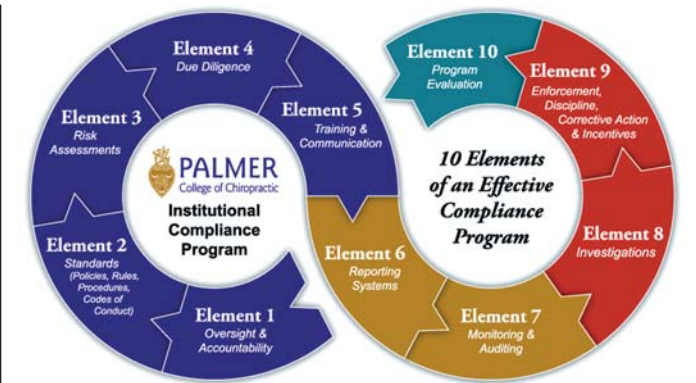 Element 1
Oversight &
Accountability
Element 2
Standards
(Policies, Rules,
Procedures,
Codes of
Conduct)
Element 3
Risk
Assessments
Element 4
Due Diligence
Element 5
Training &
Communication
PALMER
College of Chiropractic
Institutional
Compliance
Program
Element 6
Reporting
Systems
Element 7
Monitoring &
Auditing
Element 8
Investigations
Element 9
Enforcement,
Discipline,
Corrective Action
& Incentives
Element 10
Program
Evaluation
10 Elements
of an Effective
Compliance
Program